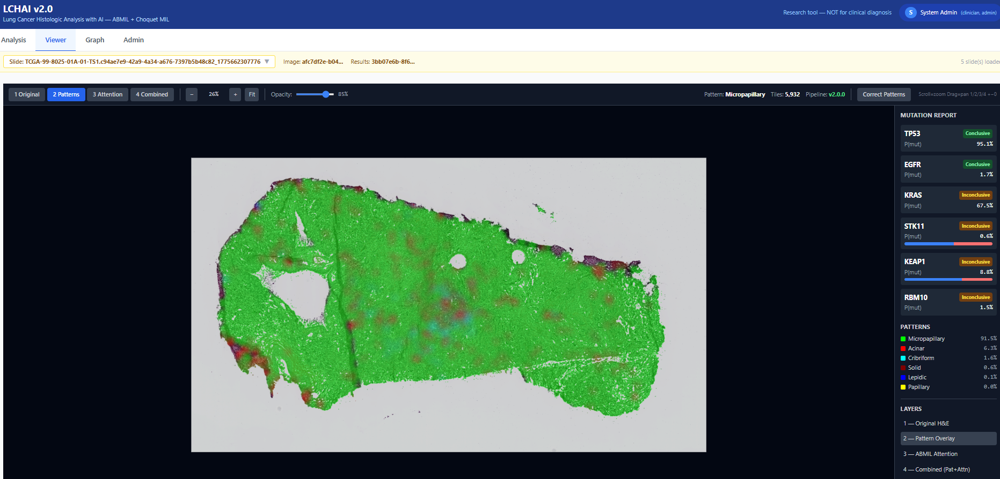 LCHAI v2.0
Lung Cancer Histologic Analysis with AI — ABMIL + Choquet MIL
Research tool — NOT for clinical diagnosis
S System Admin (clinician, admin)
Analysis Viewer Graph Admin
Slide: TCGA-99-8025-01A-01-TS1.c94ae7e9-42a9-4a34-a676-7397b5b48c82_1775662307776 ▼ Image: afc7df2e-b04... Results: 3bb07e6b-8f6... 5 slide(s) loade
1 Original 2 Patterns 3 Attention 4 Combined − 26% + Fit Opacity: 85% Pattern: Micropapillary Tiles: 5,932 Pipeline: v2.0.0 Correct Patterns Scroll=zoom Drag=pan 1/2/3/4 +−0
MUTATION REPORT
TP53 Conclusive
P(mut) 95.1%
EGFR Conclusive
P(mut) 1.7%
KRAS Inconclusive
P(mut) 67.5%
STK11 Inconclusive
P(mut) 0.6%
KEAP1 Inconclusive
P(mut) 8.8%
RBM10 Inconclusive
P(mut) 1.5%
PATTERNS
Micropapillary 91.5%
Acinar 6.3%
Cribriform 1.6%
Solid 0.6%
Lepidic 0.1%
Papillary 0.0%
LAYERS
1 — Original H&E
2 — Pattern Overlay
3 — ABMIL Attention
4 — Combined (Pat+Attn)